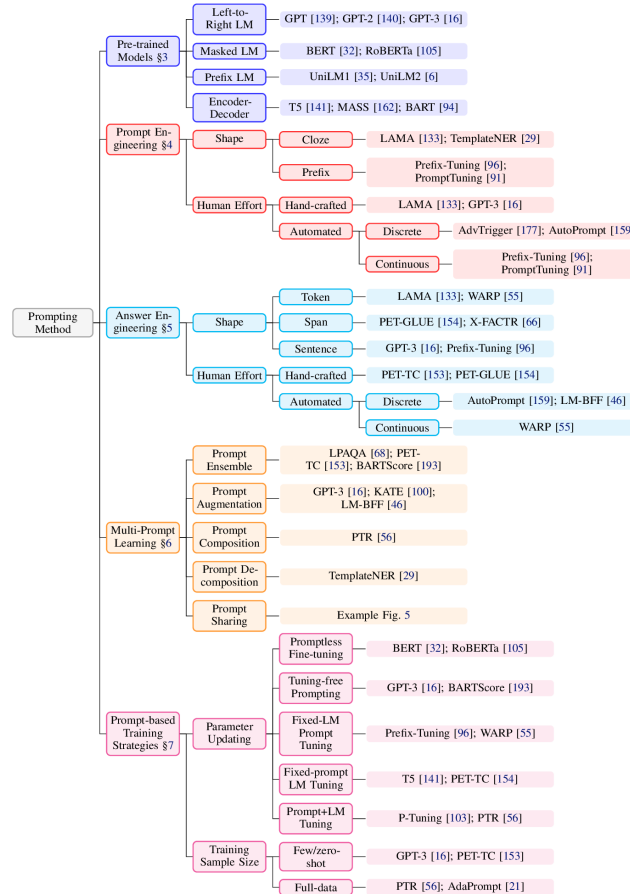 Prompting
Method
Pre-trained
Models §3
Left-to-
Right LM
GPT [139]; GPT-2 [140]; GPT-3 [16]
Masked LM
BERT [32]; RoBERTa [105]
Prefix LM
UniLM1 [35]; UniLM2 [6]
Encoder-
Decoder
T5 [141]; MASS [162]; BART [94]
Prompt En-
gineering §4
Shape
Cloze
LAMA [133]; TemplateNER [29]
Prefix
Prefix-Tuning [96];
PromptTuning [91]
Human Effort
Hand-crafted
LAMA [133]; GPT-3 [16]
Automated
Discrete
AdvTrigger [177]; AutoPrompt [159
Continuous
Prefix-Tuning [96];
PromptTuning [91]
Answer En-
gineering §5
Shape
Token
LAMA [133]; WARP [55]
Span
PET-GLUE [154]; X-FACTR [66]
Sentence
GPT-3 [16]; Prefix-Tuning [96]
Human Effort
Hand-crafted
PET-TC [153]; PET-GLUE [154]
Automated
Discrete
AutoPrompt [159]; LM-BFF [46]
Continuous
WARP [55]
Multi-Prompt
Learning §6
Prompt
Ensemble
LPAQA [68]; PET-
TC [153]; BARTScore [193]
Prompt
Augmentation
GPT-3 [16]; KATE [100];
LM-BFF [46]
Prompt
Composition
PTR [56]
Prompt De-
composition
TemplateNER [29]
Prompt
Sharing
Example Fig. 5
Prompt-based
Training
Strategies §7
Parameter
Updating
Promptless
Fine-tuning
BERT [32]; RoBERTa [105]
Tuning-free
Prompting
GPT-3 [16]; BARTScore [193]
Fixed-LM
Prompt
Tuning
Prefix-Tuning [96]; WARP [55]
Fixed-prompt
LM Tuning
T5 [141]; PET-TC [154]
Prompt+LM
Tuning
P-Tuning [103]; PTR [56]
Training
Sample Size
Few/zero-
shot
GPT-3 [16]; PET-TC [153]
Full-data
PTR [56]; AdaPrompt [21]